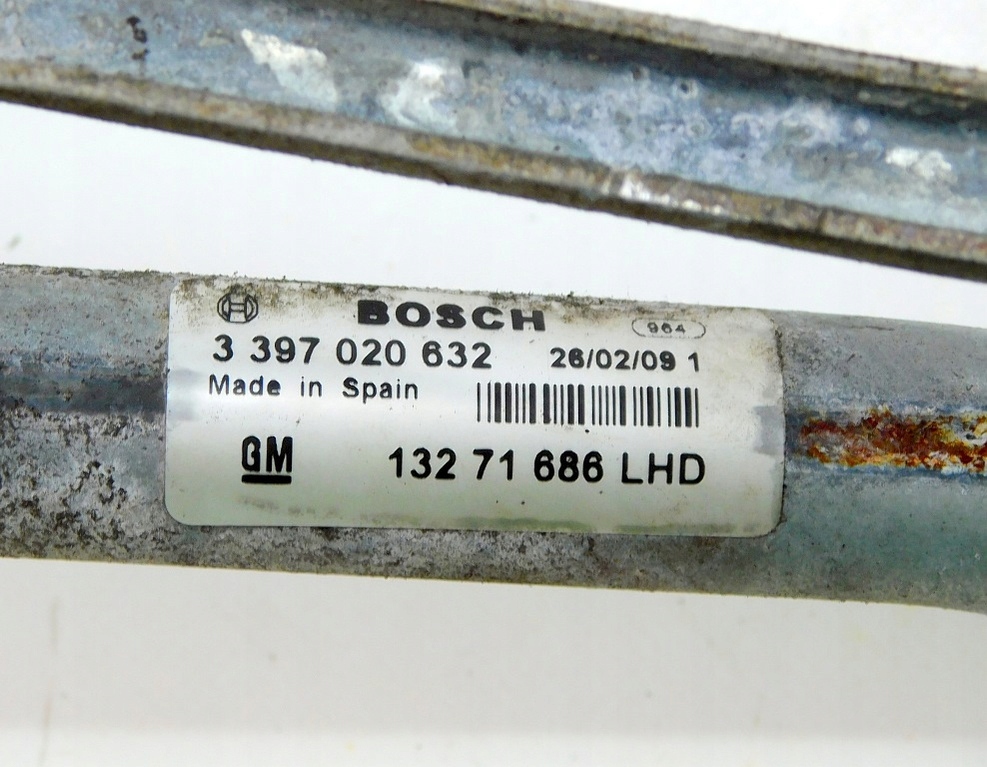 BOSCH 964
3 397 020 632 26/02/09 1
Made in Spain
GM 132 71 686 LHD